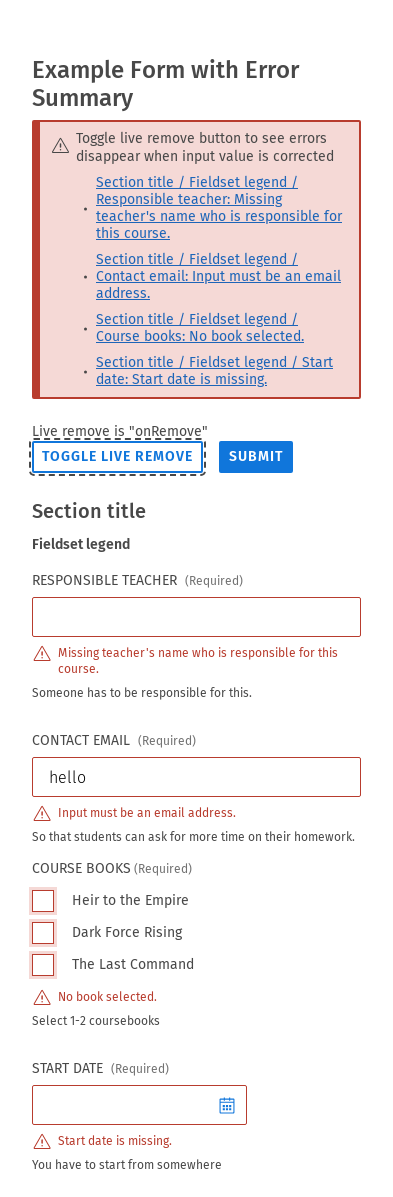 Example Form with Error
Summary
Toggle live remove button to see errors
disappear when input value is corrected
Section title / Fieldset legend /
Responsible teacher: Missing
teacher's name who is responsible for
this course.
Section title / Fieldset legend /
Contact email: Input must be an email
address.
Section title / Fieldset legend /
Course books: No book selected.
Section title / Fieldset legend / Start
date: Start date is missing.
Live remove is "onRemove"
TOGGLE LIVE REMOVE
SUBMIT
Section title
Fieldset legend
RESPONSIBLE TEACHER (Required)
Missing teacher's name who is responsible for this
course.
Someone has to be responsible for this.
CONTACT EMAIL (Required)
hello
Input must be an email address.
So that students can ask for more time on their homework.
COURSE BOOKS (Required)
Heir to the Empire
Dark Force Rising
The Last Command
No book selected.
Select 1-2 coursebooks
START DATE (Required)
Start date is missing.
You have to start from somewhere